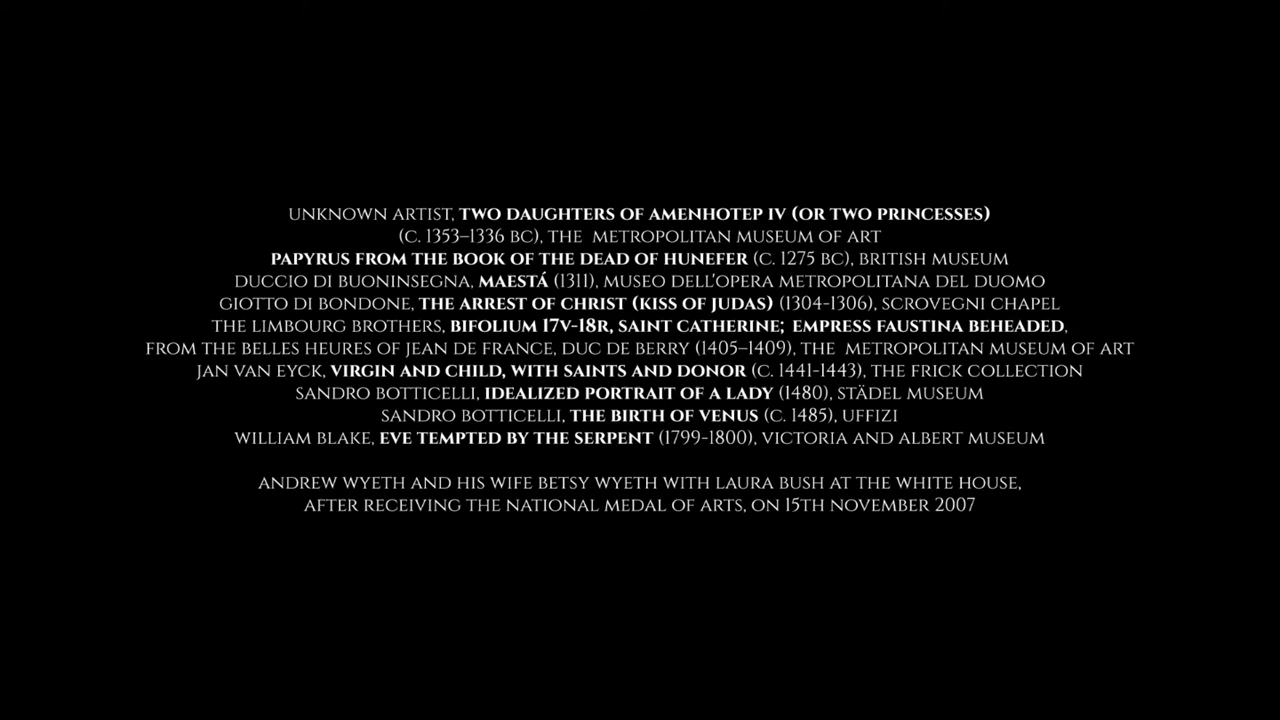 UNKNOWN ARTIST, TWO DAUGHTERS OF AMENHOTEP IV (OR TWO PRINCESSES)
(C. 1353–1336 BC), THE METROPOLITAN MUSEUM OF ART
PAPYRUS FROM THE BOOK OF THE DEAD OF HUNEFER (C. 1275 BC), BRITISH MUSEUM
DUCCIO DI BUONINSEGNA, MAESTÁ (1311), MUSEO DELL'OPERA METROPOLITANA DEL DUOMO
GIOTTO DI BONDONE, THE ARREST OF CHRIST (KISS OF JUDAS) (1304-1306), SCROVEGNI CHAPEL
THE LIMBOURG BROTHERS, BIFOLIUM 17V-18R, SAINT CATHERINE; EMPRESS FAUSTINA BEHEADED,
FROM THE BELLES HEURES OF JEAN DE FRANCE, DUC DE BERRY (1405–1409), THE METROPOLITAN MUSEUM OF ART
JAN VAN EYCK, VIRGIN AND CHILD, WITH SAINTS AND DONOR (C. 1441-1443), THE FRICK COLLECTION
SANDRO BOTTICELLI, IDEALIZED PORTRAIT OF A LADY (1480), STÄDEL MUSEUM
SANDRO BOTTICELLI, THE BIRTH OF VENUS (C. 1485), UFFIZI
WILLIAM BLAKE, EVE TEMPTED BY THE SERPENT (1799-1800), VICTORIA AND ALBERT MUSEUM
ANDREW WYETH AND HIS WIFE BETSY WYETH WITH LAURA BUSH AT THE WHITE HOUSE,
AFTER RECEIVING THE NATIONAL MEDAL OF ARTS, ON 15TH NOVEMBER 2007